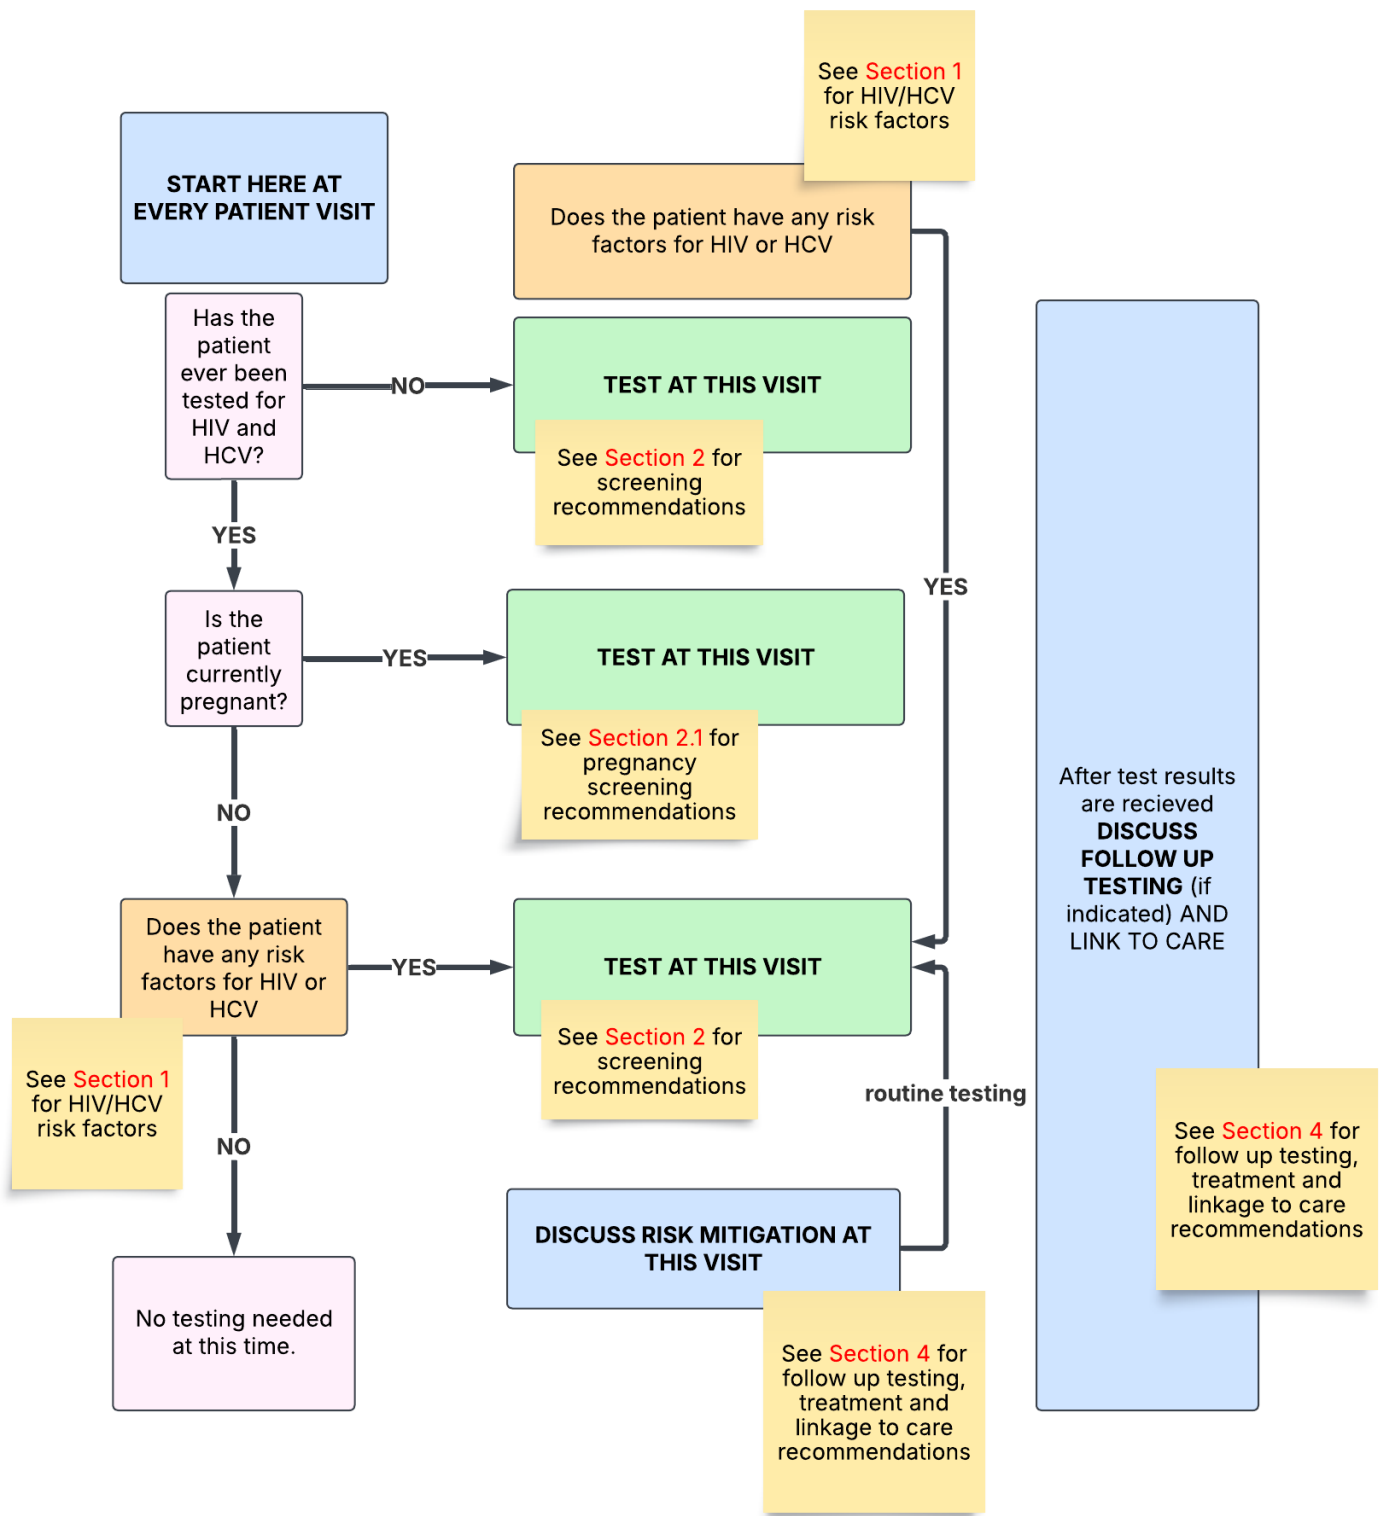 See Section 1
for HIV/HCV
risk factors
START HERE AT
EVERY PATIENT VISIT
Does the patient have any risk
factors for HIV or HCV
Has the
patient
ever been
tested for
HIV and
HCV?
NO
TEST AT THIS VISIT
See Section 2 for
screening
recommendations
YES
YES
Is the
patient
currently
pregnant?
YES
TEST AT THIS VISIT
See Section 2.1 for
pregnancy
screening
recommendations
NO
After test results
are recieved
DISCUSS
FOLLOW UP
TESTING (if
indicated) AND
LINK TO CARE
Does the patient
have any risk
factors for HIV or
HCV
YES
TEST AT THIS VISIT
See Section 2 for
screening
recommendations
See Section 1
for HIV/HCV
risk factors
NO
routine testing
See Section 4 for
follow up testing,
treatment and
linkage to care
recommendations
DISCUSS RISK MITIGATION AT
THIS VISIT
No testing needed
at this time.
See Section 4 for
follow up testing,
treatment and
linkage to care
recommendations